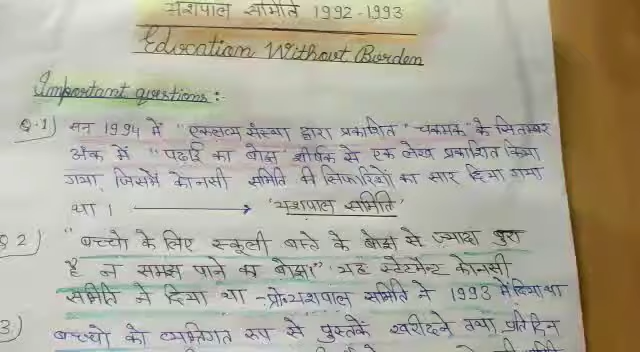 यशपाल समिति 1992-1993
Education Without Burden
Important questions :
Q.1) सन 1994 में "एकलव्य संस्था द्वारा प्रकाशित "चकमक" के सितम्बर
अंक में "पढाई का बोझ" शीर्षक से एक लेख प्रकाशित किया
गया, जिसमें कोनसी समिति की सिफारिशों का सार दिया गया
था। → 'यशपाल समिति'
Q 2) "बच्चो के लिए स्कूली बस्ते के बोझ से ज्यादा बुरा
है न समझ पाने का बोझ।" यह स्टेटमेन्ट कोनसी
समिति ने दिया था - प्रो० यशपाल समिति ने 1993 में दिया था
3) बच्चो को व्यक्तिगत रूप से पुस्तकें खरीदने तथा प्रतिदिन